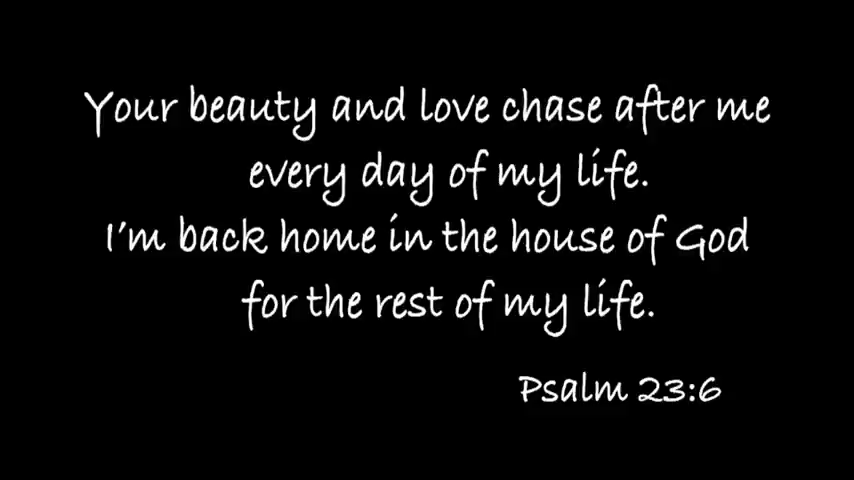 Your beauty and love chase after me
every day of my life.
I'm back home in the house of God
for the rest of my life.
Psalm 23:6